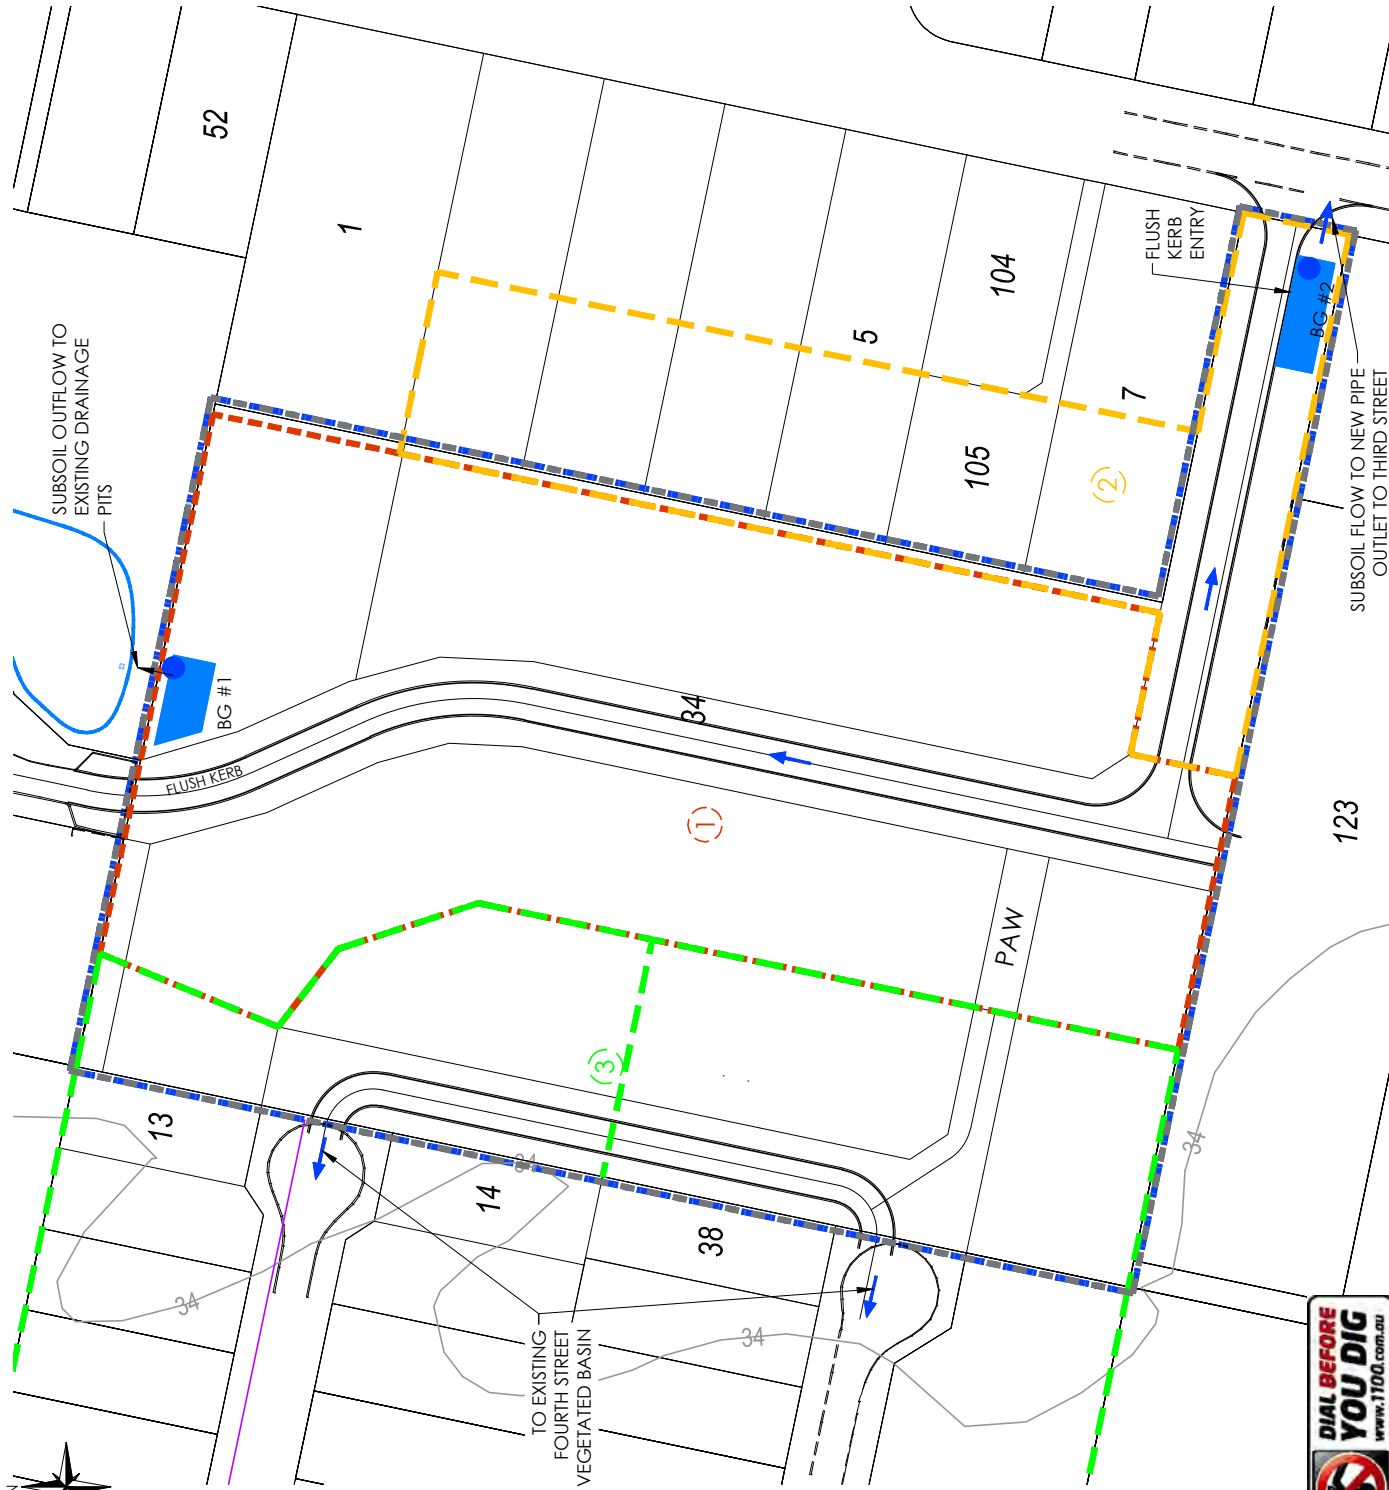 52
1
SUBSOIL OUTFLOW TO
EXISTING DRAINAGE
PITS
BG #1
FLUSH KERB
34
5
104
105
7
(2)
FLUSH
KERB
ENTRY
BG #2
SUBSOIL FLOW TO NEW PIPE
OUTLET TO THIRD STREET
123
(1)
PAW
(3)
13
14
38
34
34
34
34
TO EXISTING
FOURTH STREET
VEGETATED BASIN
DIAL BEFORE
YOU DIG
www.1100.com.au
N